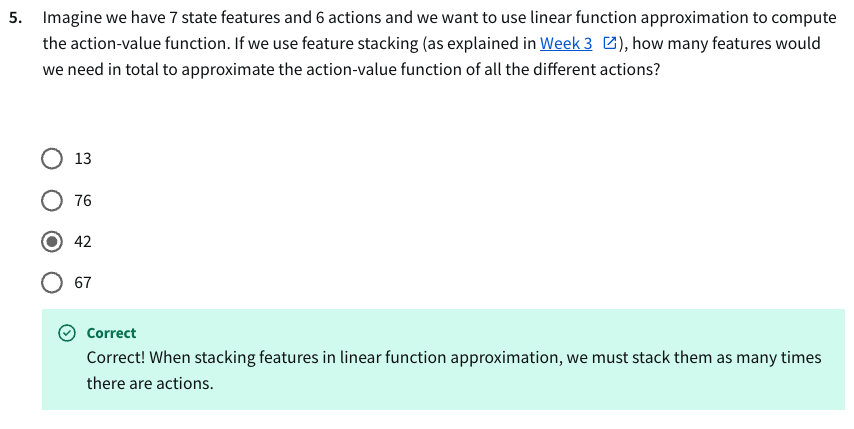 5. Imagine we have 7 state features and 6 actions and we want to use linear function approximation to compute
the action-value function. If we use feature stacking (as explained in Week 3 ), how many features would
we need in total to approximate the action-value function of all the different actions?
13
76
42
67
Correct
Correct! When stacking features in linear function approximation, we must stack them as many times
there are actions.